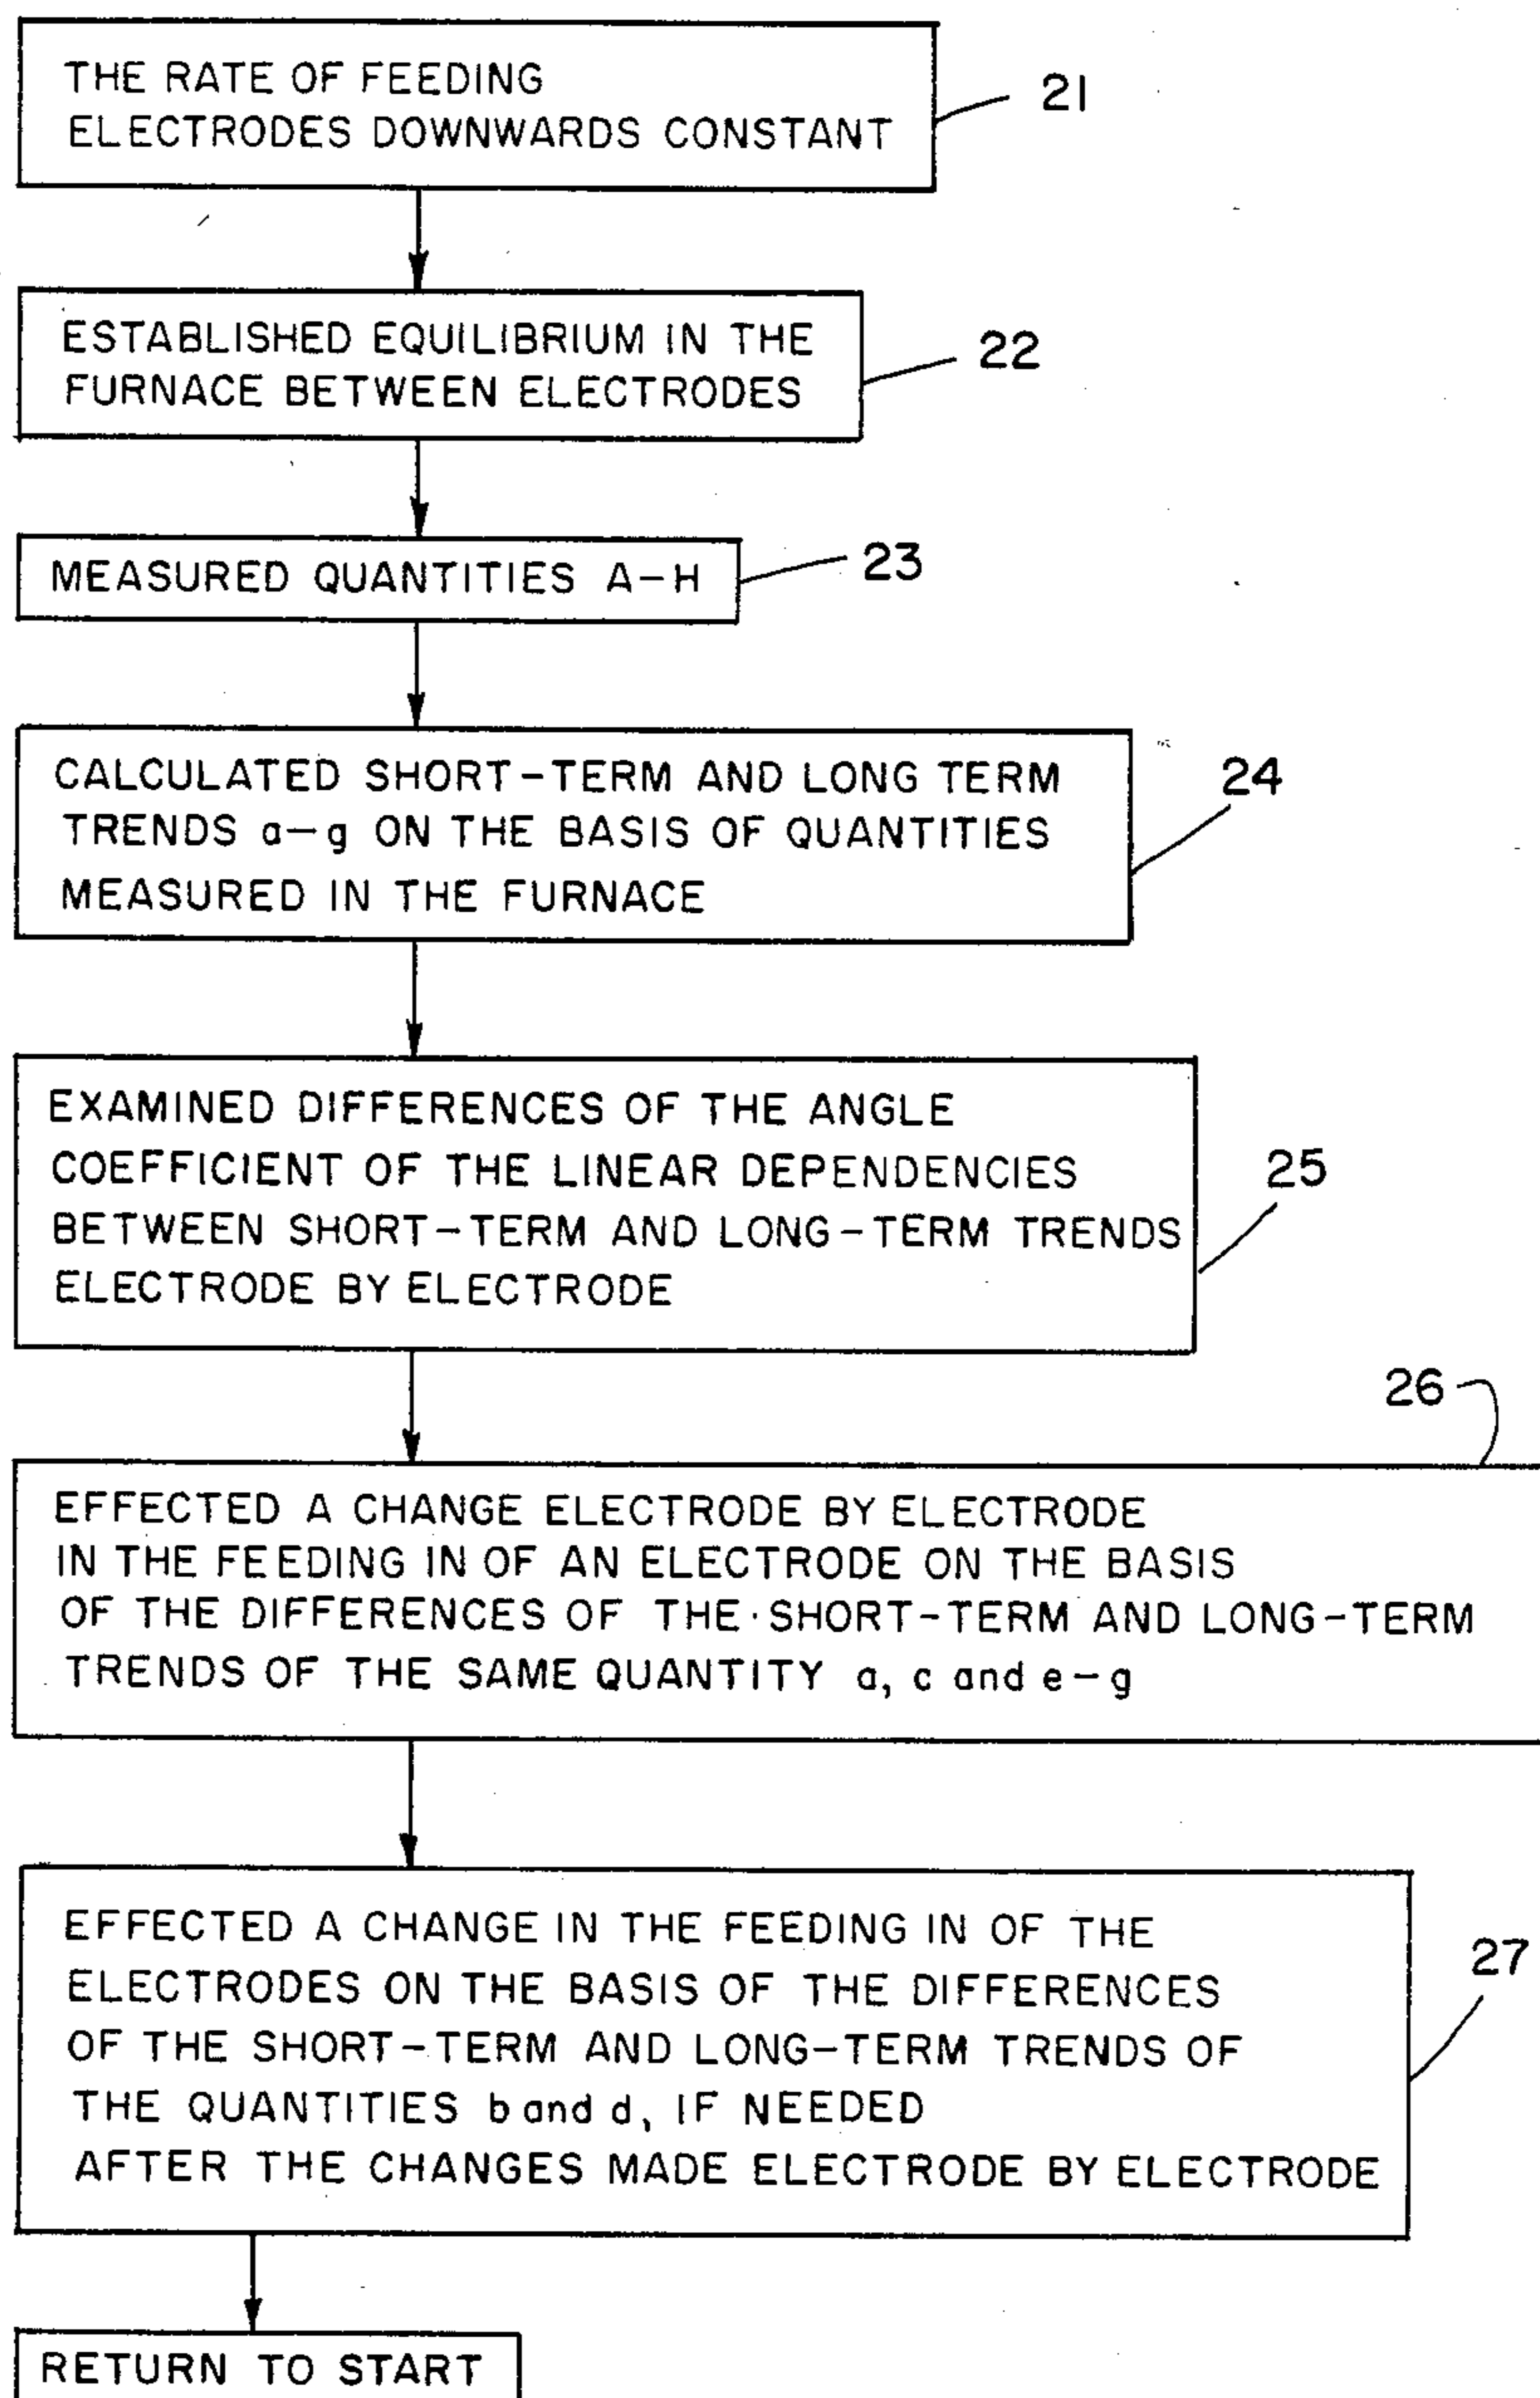 THE RATE OF FEEDING
ELECTRODES DOWNWARDS CONSTANT
21
ESTABLISHED EQUILIBRIUM IN THE
FURNACE BETWEEN ELECTRODES
22
MEASURED QUANTITIES A-H
23
CALCULATED SHORT-TERM AND LONG TERM
TRENDS a-g ON THE BASIS OF QUANTITIES
MEASURED IN THE FURNACE
24
EXAMINED DIFFERENCES OF THE ANGLE
COEFFICIENT OF THE LINEAR DEPENDENCIES
BETWEEN SHORT-TERM AND LONG-TERM TRENDS
ELECTRODE BY ELECTRODE
25
26
EFFECTED A CHANGE ELECTRODE BY ELECTRODE
IN THE FEEDING IN OF AN ELECTRODE ON THE BASIS
OF THE DIFFERENCES OF THE SHORT-TERM AND LONG-TERM
TRENDS OF THE SAME QUANTITY a, c and e-g
EFFECTED A CHANGE IN THE FEEDING IN OF THE
ELECTRODES ON THE BASIS OF THE DIFFERENCES
OF THE SHORT-TERM AND LONG-TERM TRENDS OF
THE QUANTITIES b and d, IF NEEDED
AFTER THE CHANGES MADE ELECTRODE BY ELECTRODE
27
RETURN TO START